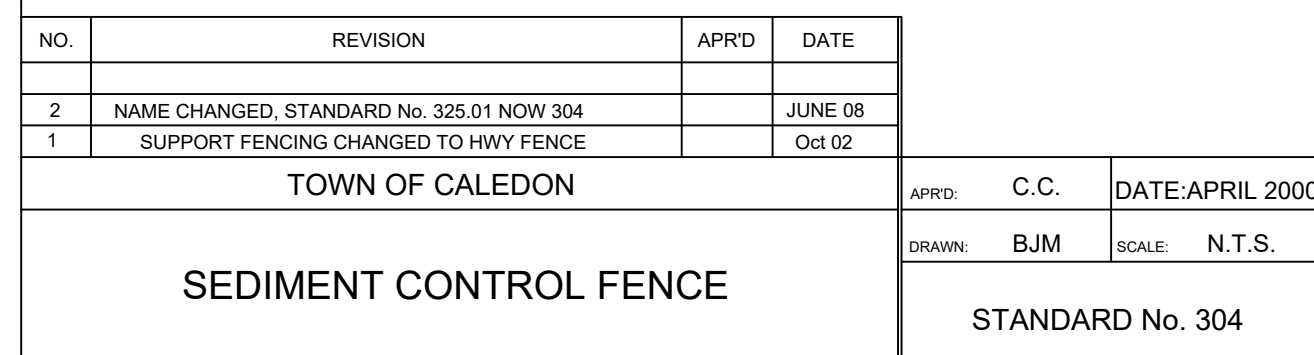 NO. REVISION APR'D DATE
2 NAME CHANGED, STANDARD No. 325.01 NOW 304 JUNE 08
1 SUPPORT FENCING CHANGED TO HWY FENCE Oct 02
TOWN OF CALEDON
SEDIMENT CONTROL FENCE
APR'D: C.C. DATE:APRIL 2000
DRAWN: BJM SCALE: N.T.S.
STANDARD No. 304